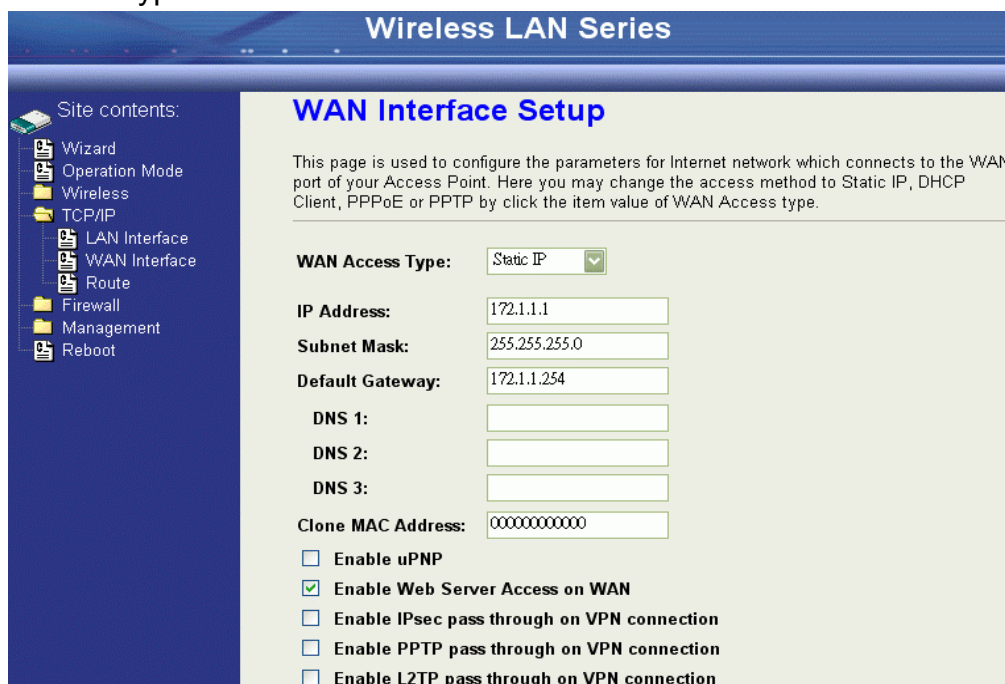 Wireless LAN Series
Site contents:
Wizard
Operation Mode
Wireless
TCP/IP
LAN Interface
WAN Interface
Route
Firewall
Management
Reboot
WAN Interface Setup
This page is used to configure the parameters for Internet network which connects to the WAN
port of your Access Point. Here you may change the access method to Static IP, DHCP
Client, PPPoE or PPTP by click the item value of WAN Access type.
WAN Access Type: Static IP
IP Address: 172.1.1.1
Subnet Mask: 255.255.255.0
Default Gateway: 172.1.1.254
DNS 1:
DNS 2:
DNS 3:
Clone MAC Address: 000000000000
Enable uPNP
Enable Web Server Access on WAN
Enable IPsec pass through on VPN connection
Enable PPTP pass through on VPN connection
Enable L2TP pass through on VPN connection